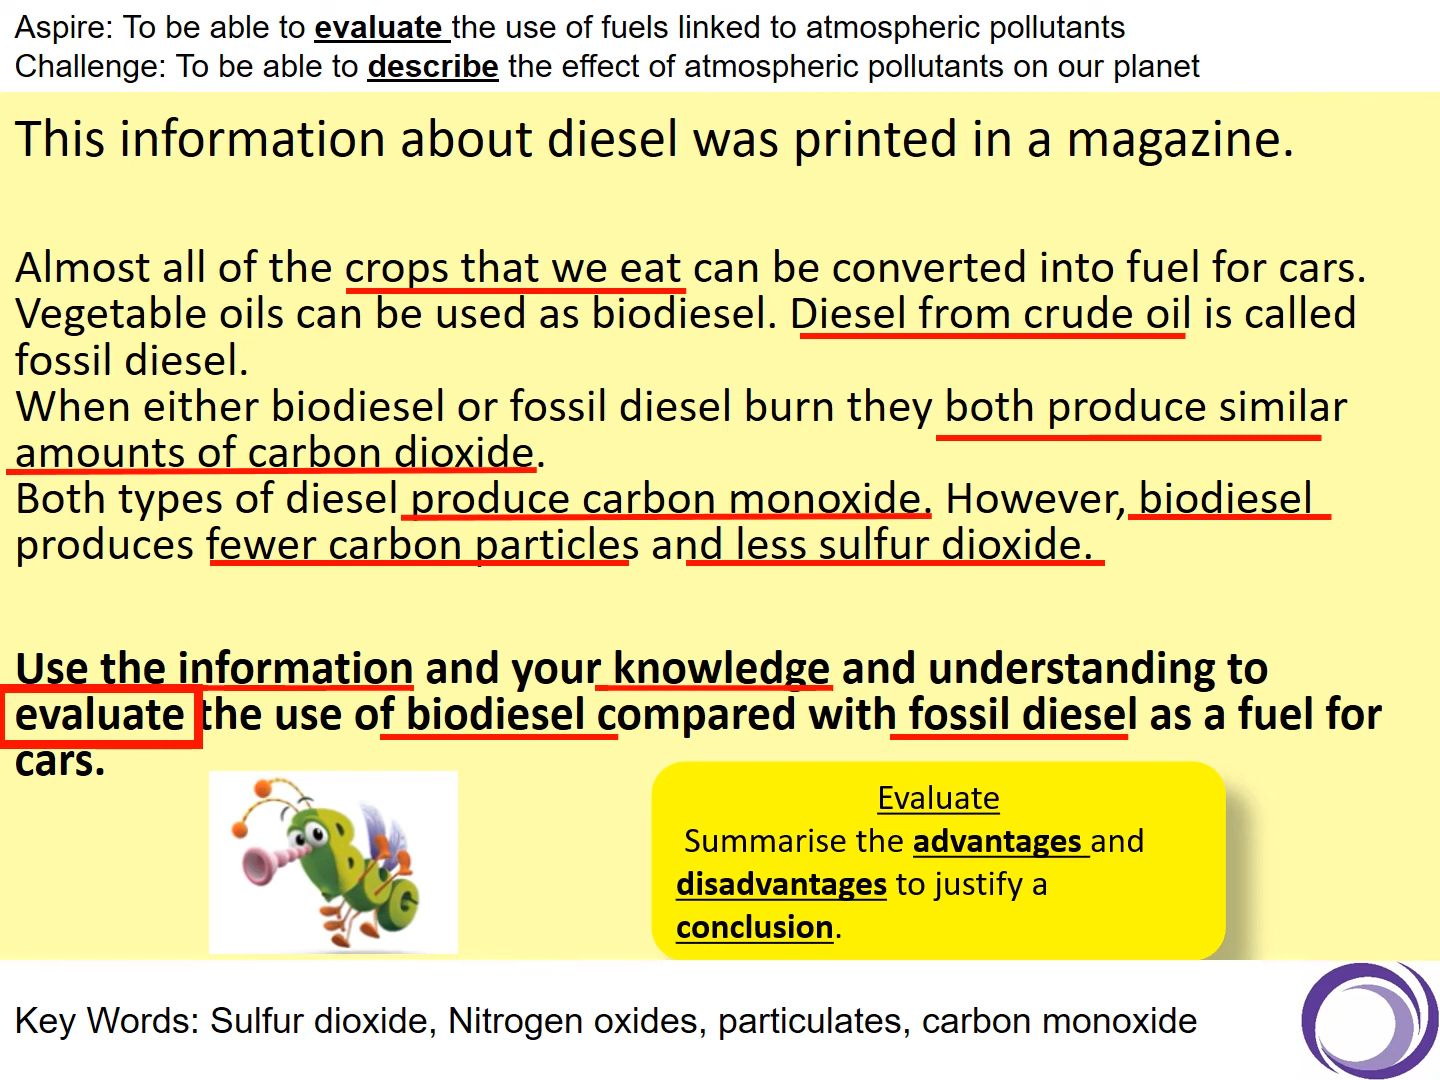 Aspire: To be able to evaluate the use of fuels linked to atmospheric pollutants
Challenge: To be able to describe the effect of atmospheric pollutants on our planet
This information about diesel was printed in a magazine.
Almost all of the crops that we eat can be converted into fuel for cars.
Vegetable oils can be used as biodiesel. Diesel from crude oil is called
fossil diesel.
When either biodiesel or fossil diesel burn they both produce similar
amounts of carbon dioxide.
Both types of diesel produce carbon monoxide. However, biodiesel
produces fewer carbon particles and less sulfur dioxide.
Use the information and your knowledge and understanding to
evaluate the use of biodiesel compared with fossil diesel as a fuel for
cars.
BUG
Evaluate
Summarise the advantages and
disadvantages to justify a
conclusion.
Key Words: Sulfur dioxide, Nitrogen oxides, particulates, carbon monoxide